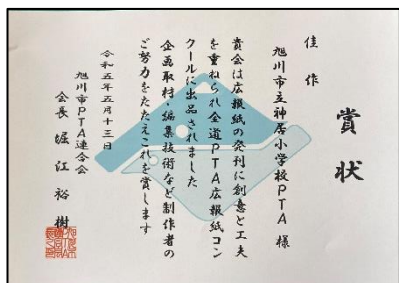 賞状
佳作
旭川市立神居小学校PTA 様
貴会は広報紙の発刊に創意と工夫
を重ねられ全道PTA広報紙コン
クールに出品されました
企画取材、編集技術など制作者の
ご努力をたたえこれを賞します
令和五年五月十三日
旭川市PTA連合会
会長 堀江裕樹